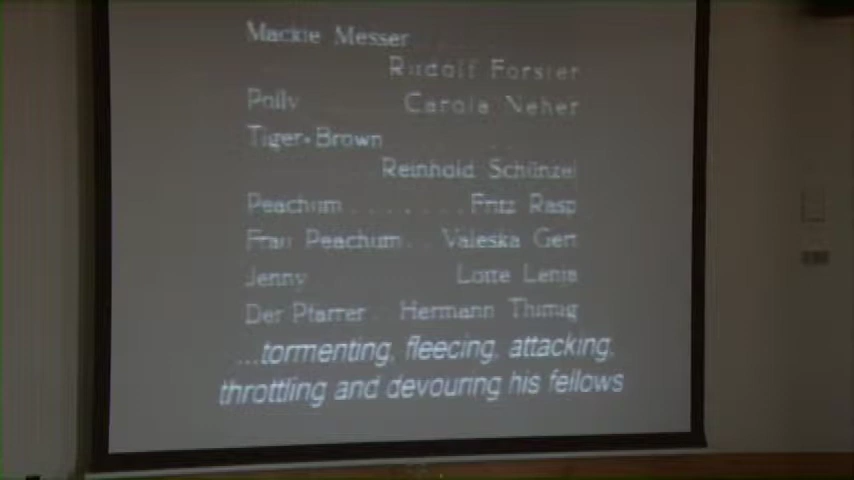 Mackie Messer
Rudolf Forster
Polly Carola Neher
Tiger-Brown
Reinhold Schünzel
Peachum . . . . . . . Fritz Rasp
Frau Peachum . . Valeska Gert
Jenny Lotte Lenja
Der Pfarrer . Hermann Thimig
...tormenting, fleecing, attacking,
throttling and devouring his fellows